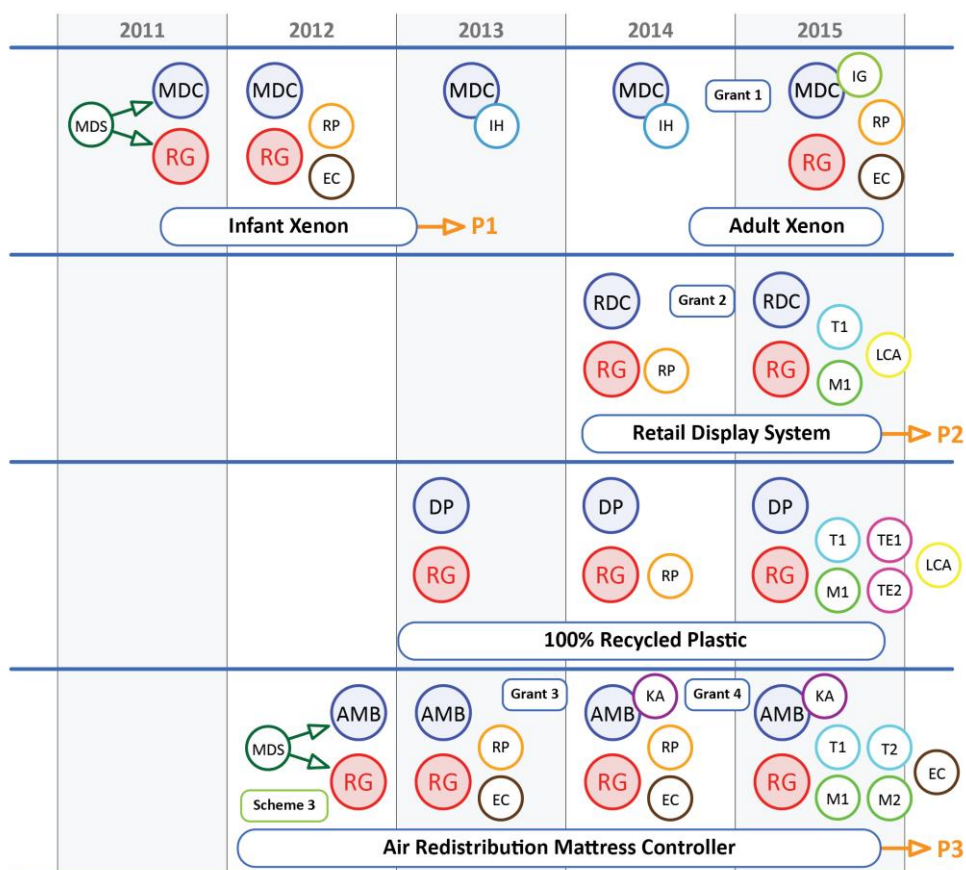 2011 2012 2013 2014 2015
MDC MDC MDC MDC Grant 1 MDC IG
MDS RP IH IH RP
RG RG EC RG EC
Infant Xenon P1 Adult Xenon
RDC Grant 2 RDC
T1
RG RP RG LCA
M1
Retail Display System P2
DP DP DP
T1 TE1
RG RG RP RG LCA
M1 TE2
100% Recycled Plastic
Grant 3 KA Grant 4 KA
AMB AMB AMB AMB
MDS RP RP T1 T2
RG RG RG RG EC
Scheme 3 EC EC M1 M2
Air Redistribution Mattress Controller P3